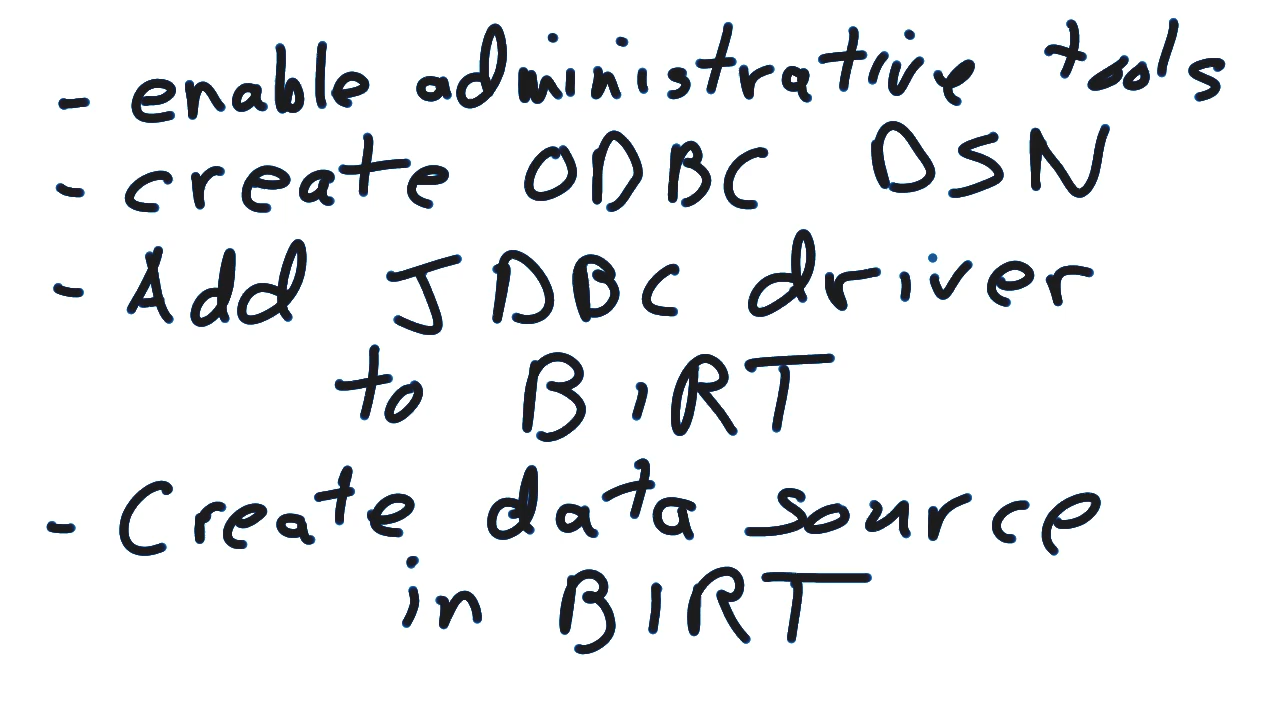 - enable administrative tools
- create ODBC DSN
- Add JDBC driver
to BIRT
- Create data source
in BIRT